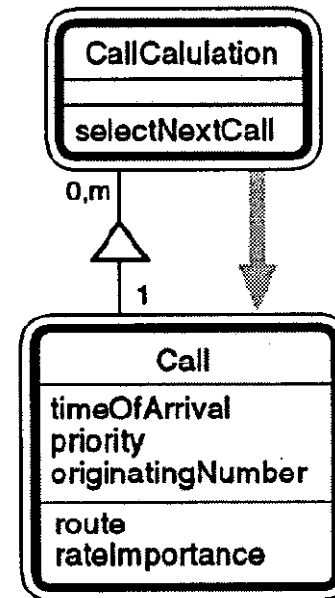 CallCalulation
selectNextCall
0,m
1
Call
timeOfArrival
priority
originatingNumber
route
rateImportance